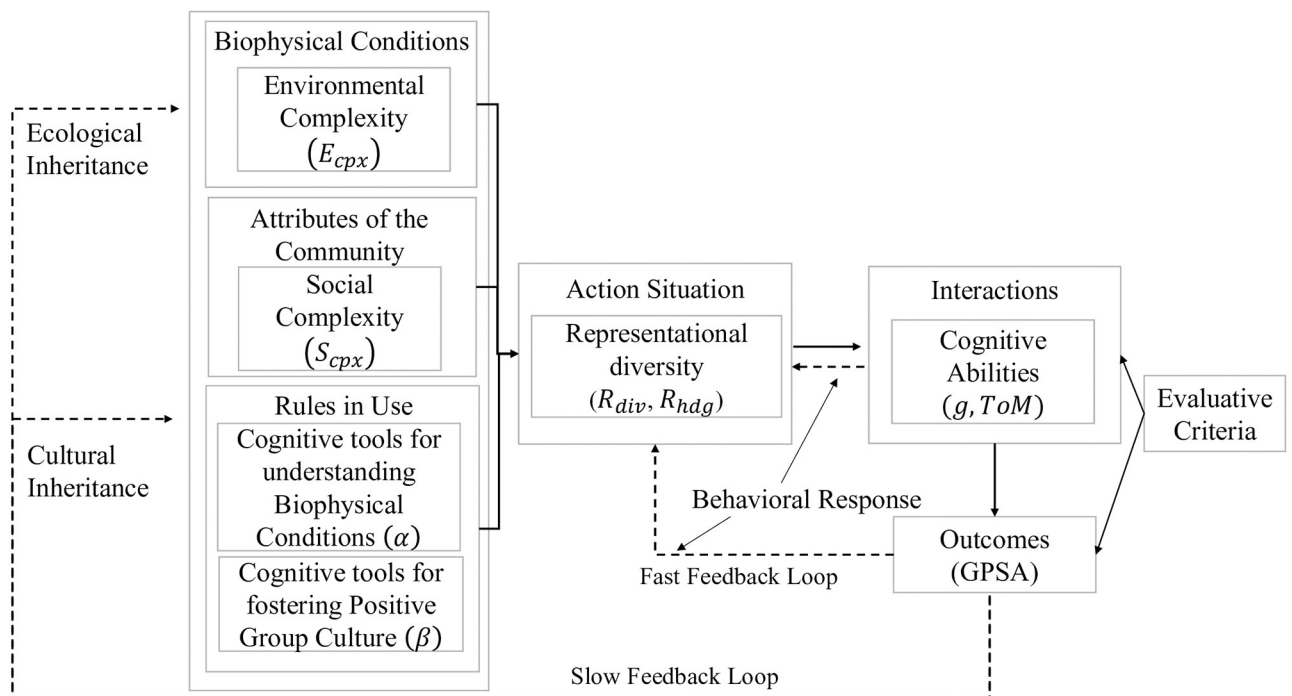 Biophysical Conditions
Environmental
Complexity
(E_cpx)
Ecological
Inheritance
Attributes of the
Community
Social
Complexity
(S_cpx)
Rules in Use
Cognitive tools for
understanding
Biophysical
Conditions (α)
Cognitive tools for
fostering Positive
Group Culture (β)
Cultural
Inheritance
Action Situation
Representational
diversity
(R_div, R_hdg)
Interactions
Cognitive
Abilities
(g, ToM)
Evaluative
Criteria
Behavioral Response
Outcomes
(GPSA)
Fast Feedback Loop
Slow Feedback Loop